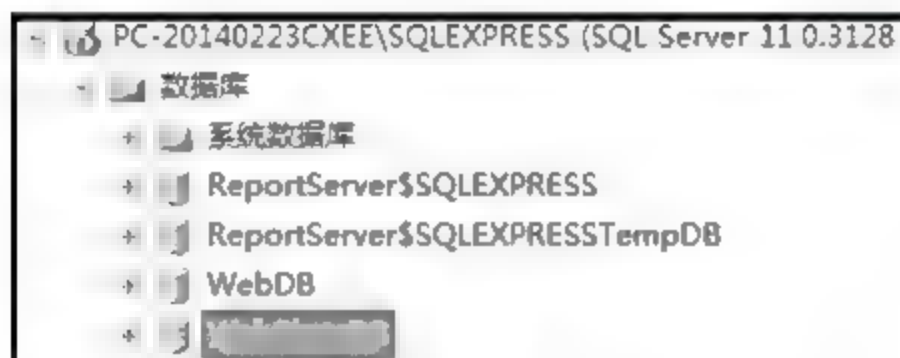 PC-20140223CXEE\SQLEXPRESS (SQL Server 11 0.3128
数据库
系统数据库
ReportServer$SQLEXPRESS
ReportServer$SQLEXPRESSTempDB
WebDB